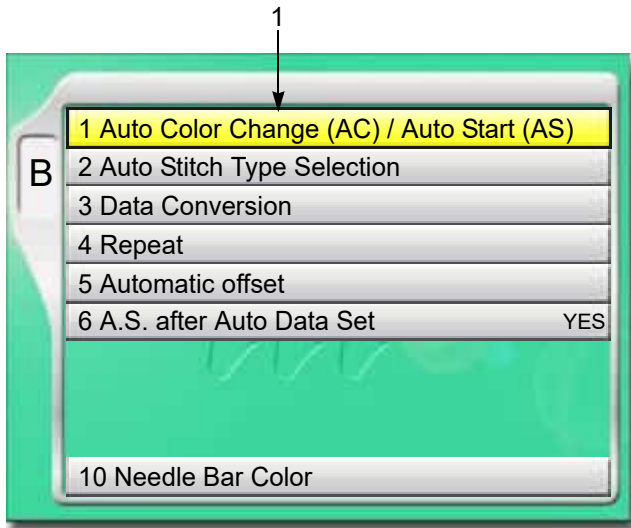 1
1 Auto Color Change (AC) / Auto Start (AS)
B
2 Auto Stitch Type Selection
3 Data Conversion
4 Repeat
5 Automatic offset
6 A.S. after Auto Data Set YES
10 Needle Bar Color